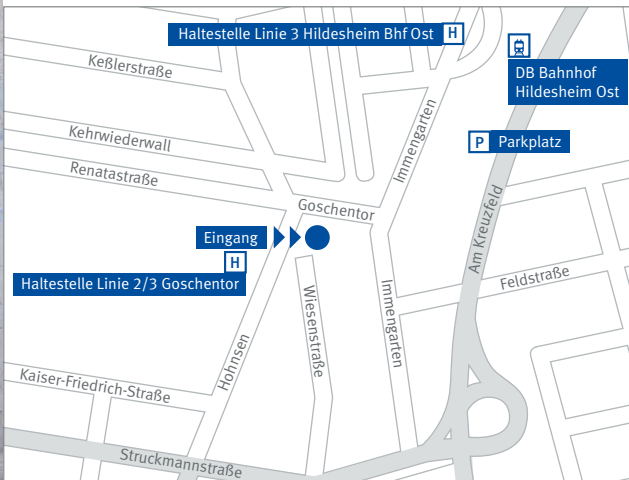 Haltestelle Linie 3 Hildesheim Bhf Ost
H
DB Bahnhof
Hildesheim Ost
Keßlerstraße
Kehrwiederwall
P
Parkplatz
Immengarten
Renatastraße
Goschentor
Am Kreuzfeld
Eingang
H
Haltestelle Linie 2/3 Goschentor
Feldstraße
Wiesenstraße
Immengarten
Hohnsen
Kaiser-Friedrich-Straße
Struckmannstraße